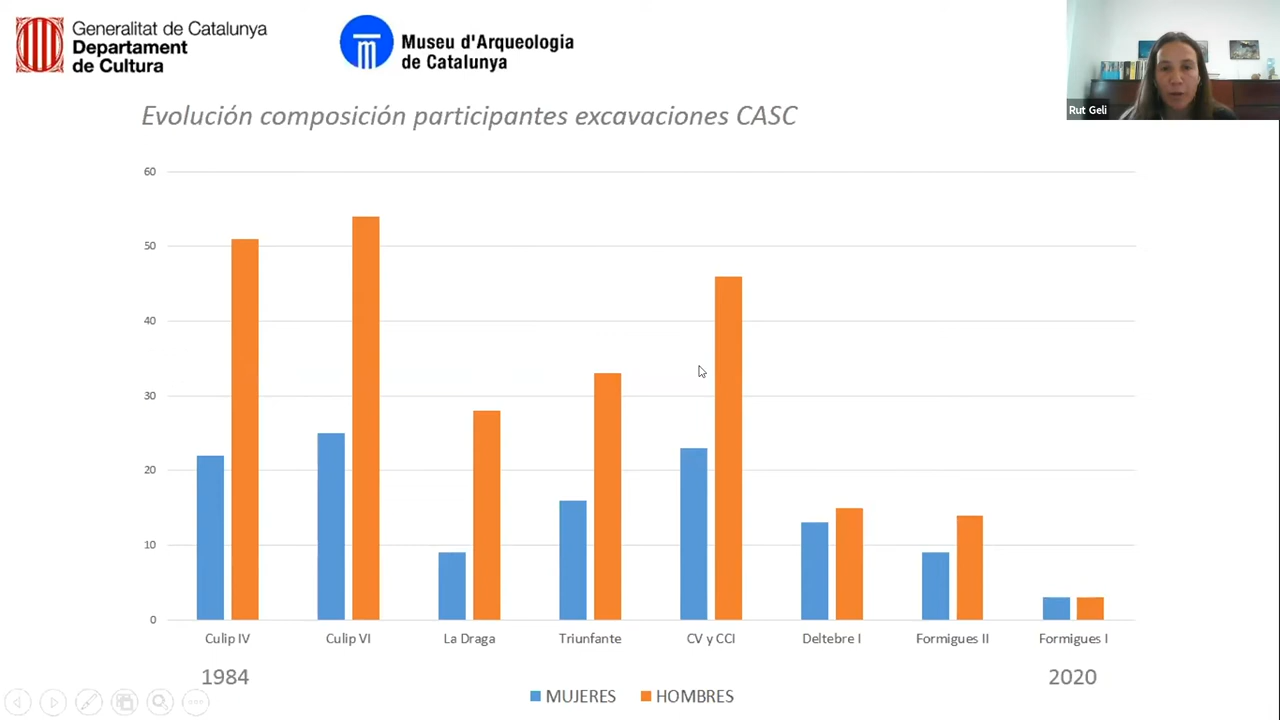 Generalitat de Catalunya
Departament
de Cultura
Museu d'Arqueologia
de Catalunya
Rut Geli
Evolución composición participantes excavaciones CASC
60
50
40
30
20
10
0
Culip IV
Culip VI
La Draga
Triunfante
CV y CCI
Deltebre I
Formigues II
Formigues I
1984
2020
MUJERES
HOMBRES